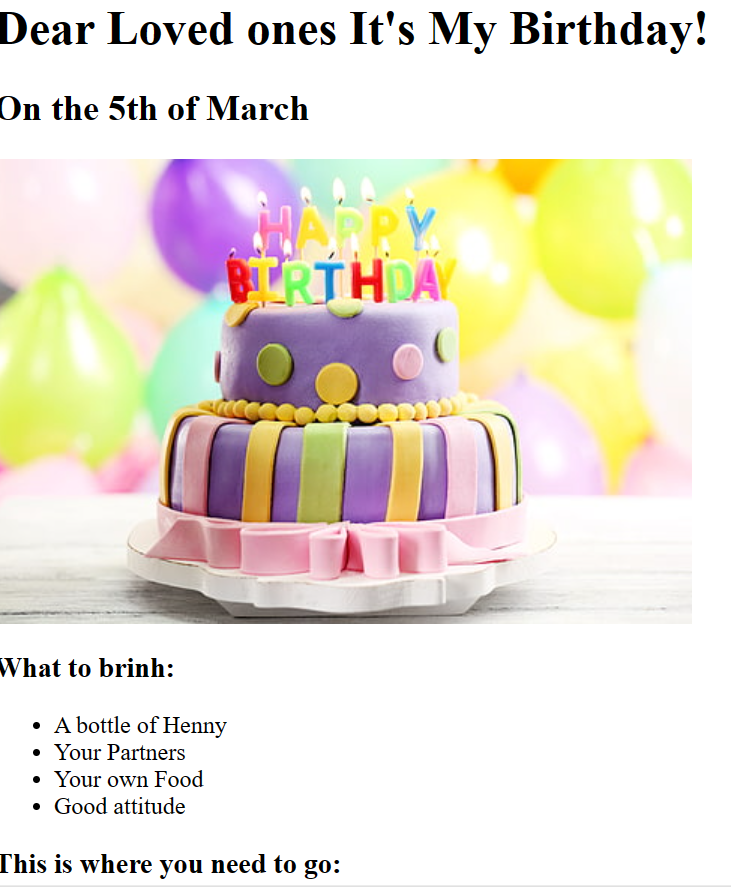 Dear Loved ones It's My Birthday!
On the 5th of March
HAPPY
BIRTHDAY
What to brinh:
A bottle of Henny
Your Partners
Your own Food
Good attitude
This is where you need to go: